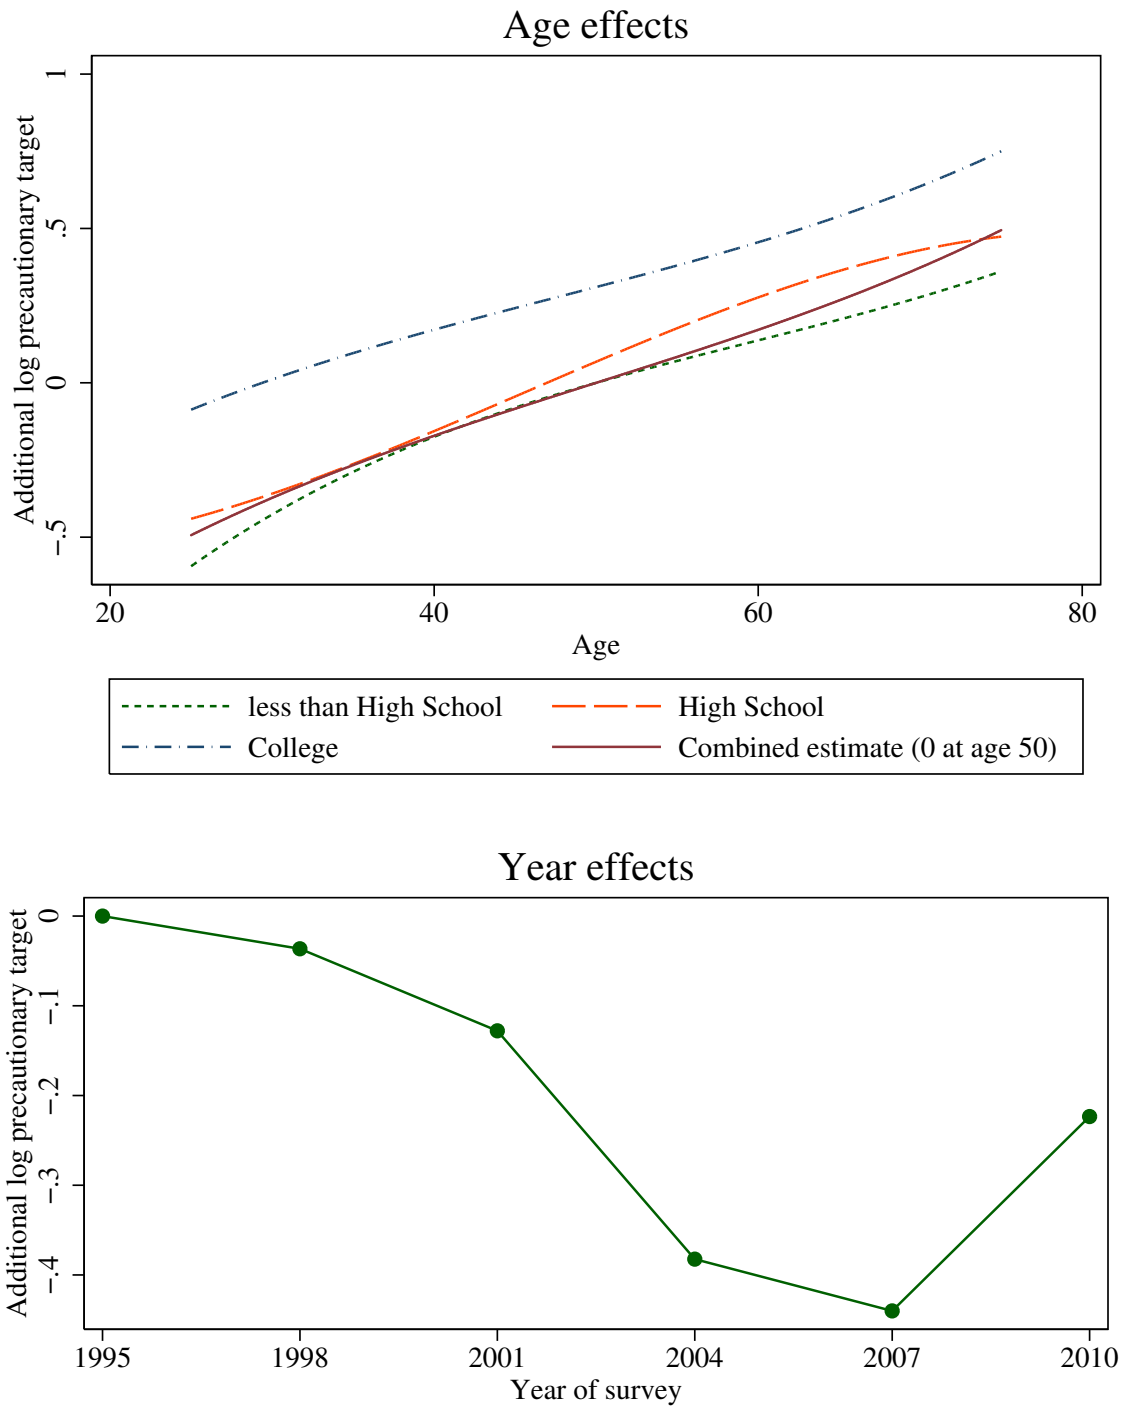 Age effects
Additional log precautionary target
1
.5
0
−.5
20 40 60 80
Age
less than High School High School
College Combined estimate (0 at age 50)
Year effects
Additional log precautionary target
0
−.1
−.2
−.3
−.4
1995 1998 2001 2004 2007 2010
Year of survey